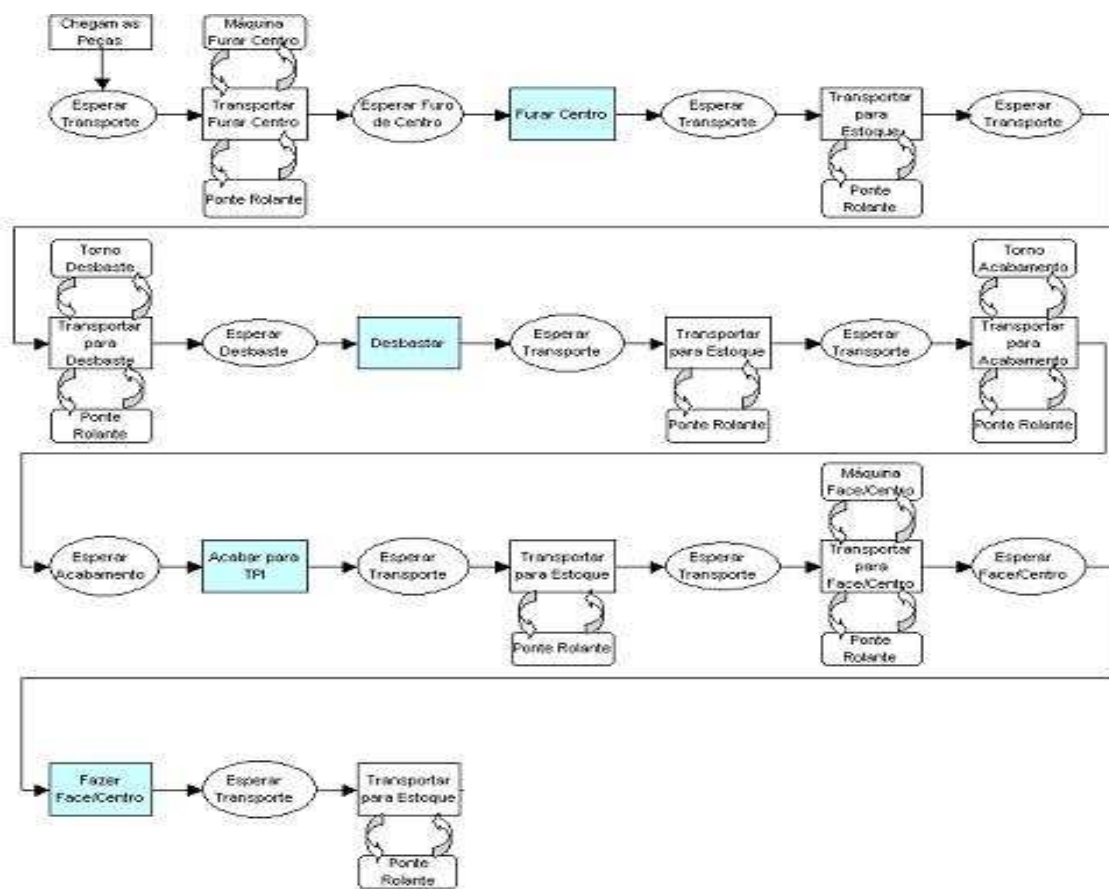 Chegam as
Peças
Máquina
Furar Centro
Esperar
Transporte
Transportar
Furar Centro
Esperar Furo
de Centro
Furar Centro
Esperar
Transporte
Transportar
para
Estoque
Esperar
Transporte
Ponte Rolante
Ponte
Rolante
Torno
Desbaste
Torno
Acabamento
Transportar
para
Desbaste
Esperar
Desbaste
Desbastar
Esperar
Transporte
Transportar
para Estoque
Esperar
Transporte
Transportar
para
Acabamento
Ponte
Rolante
Ponte Rolante
Ponte Rolante
Máquina
Face/Centro
Esperar
Acabamento
Acabar para
TPI
Esperar
Transporte
Transportar
para Estoque
Esperar
Transporte
Transportar
para
Face/Centro
Esperar
Face/Centro
Ponte Rolante
Ponte
Rolante
Fazer
Face/Centro
Esperar
Transporte
Transportar
para Estoque
Ponte
Rolante